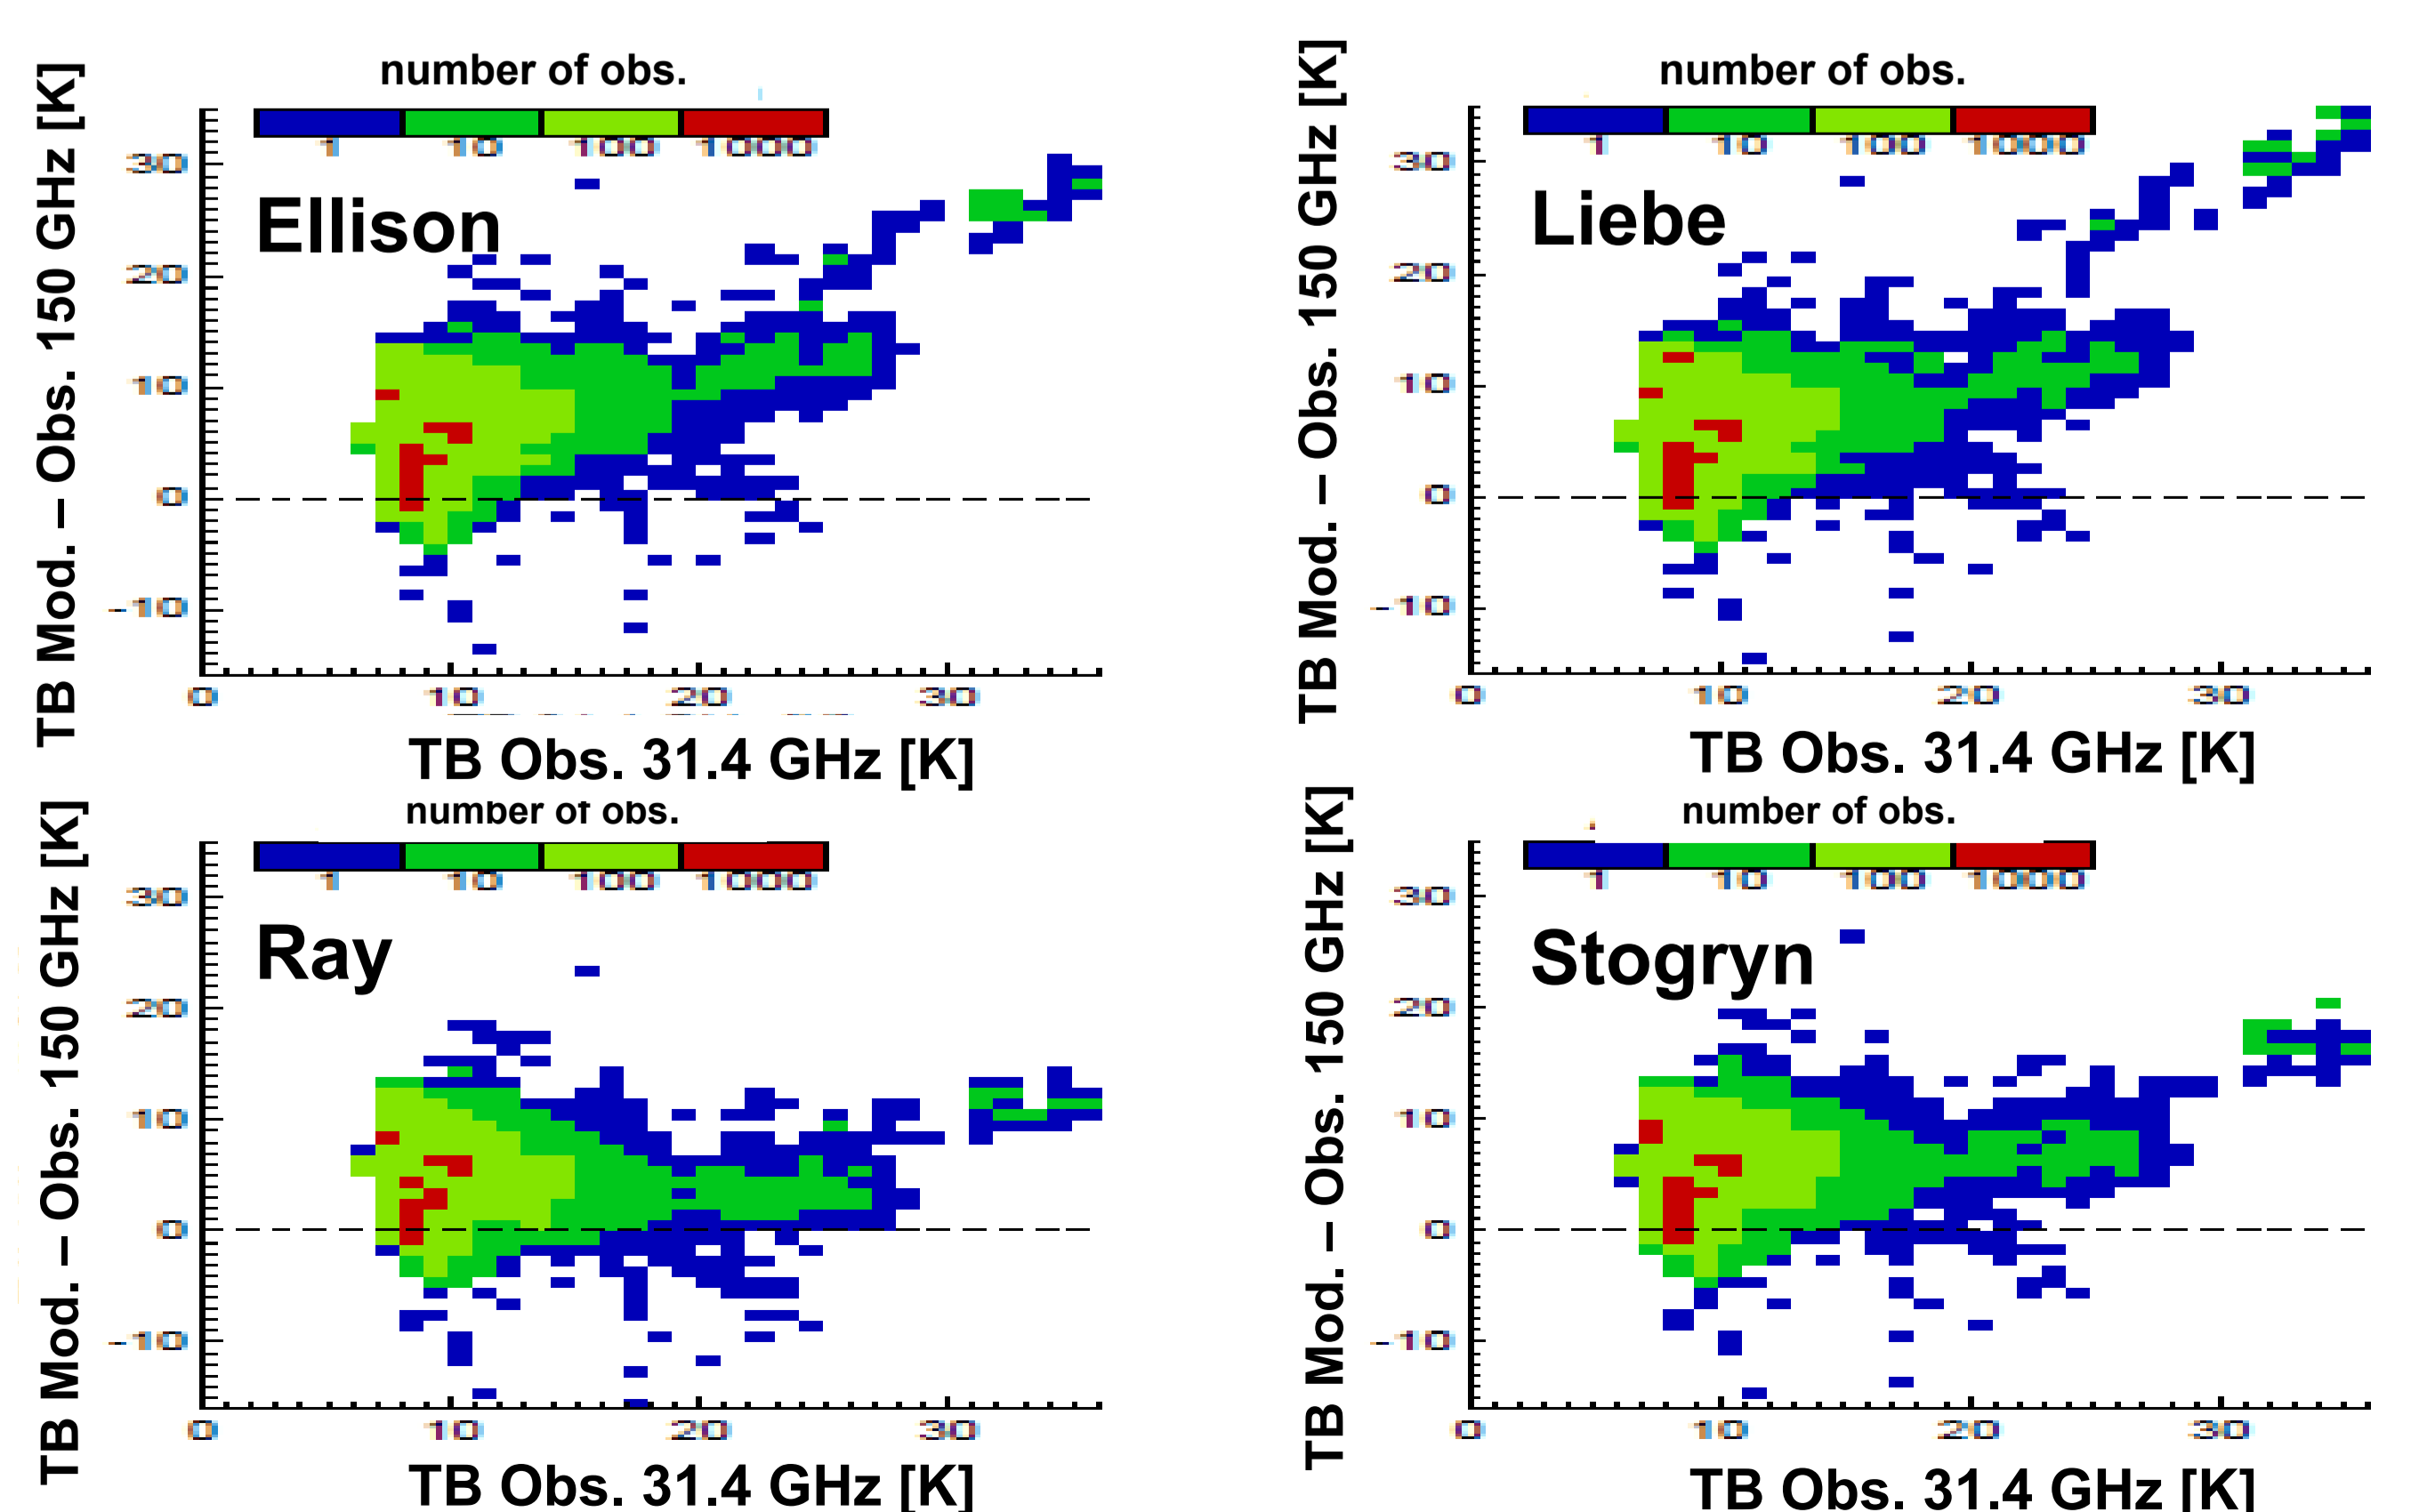 number of obs.
1 10 100 1000
Ellison
TB Mod. – Obs. 150 GHz [K]
30
20
10
0
-10
0 10 20 30
TB Obs. 31.4 GHz [K]
number of obs.
1 10 100 1000
Liebe
TB Mod. – Obs. 150 GHz [K]
30
20
10
0
-10
0 10 20 30
TB Obs. 31.4 GHz [K]
number of obs.
1 10 100 1000
Ray
TB Mod. – Obs. 150 GHz [K]
30
20
10
0
-10
0 10 20 30
TB Obs. 31.4 GHz [K]
number of obs.
1 10 100 1000
Stogryn
TB Mod. – Obs. 150 GHz [K]
30
20
10
0
-10
0 10 20 30
TB Obs. 31.4 GHz [K]